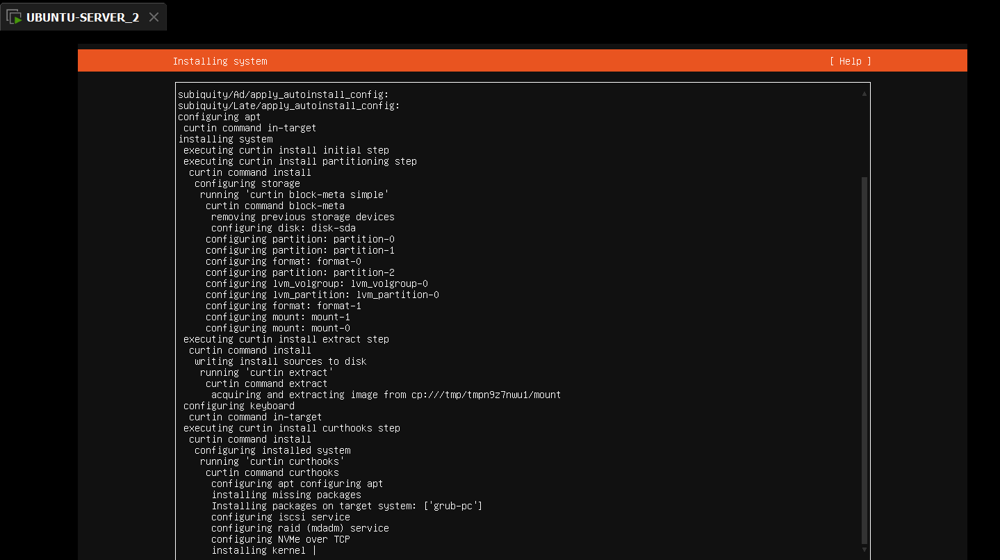 UBUNTU-SERVER_2
Installing system [ Help ]
subiquity/Ad/apply_autoinstall_config:
subiquity/Late/apply_autoinstall_config:
configuring apt
curtin command in-target
installing system
executing curtin install initial step
executing curtin install partitioning step
curtin command install
configuring storage
running 'curtin block-meta simple'
curtin command block-meta
removing previous storage devices
configuring disk: disk-sda
configuring partition: partition-0
configuring partition: partition-1
configuring format: format-0
configuring partition: partition-2
configuring lvm_volgroup: lvm_volgroup-0
configuring lvm_partition: lvm_partition-0
configuring format: format-1
configuring mount: mount-1
configuring mount: mount-0
executing curtin install extract step
curtin command install
writing install sources to disk
running 'curtin extract'
curtin command extract
acquiring and extracting image from cp:///tmp/tmpn9z7nwu1/mount
configuring keyboard
curtin command in-target
executing curtin install curthooks step
curtin command install
configuring installed system
running 'curtin curthooks'
curtin command curthooks
configuring apt configuring apt
installing missing packages
Installing packages on target system: ['grub-pc']
configuring iscsi service
configuring raid (mdadm) service
configuring NVMe over TCP
installing kernel |